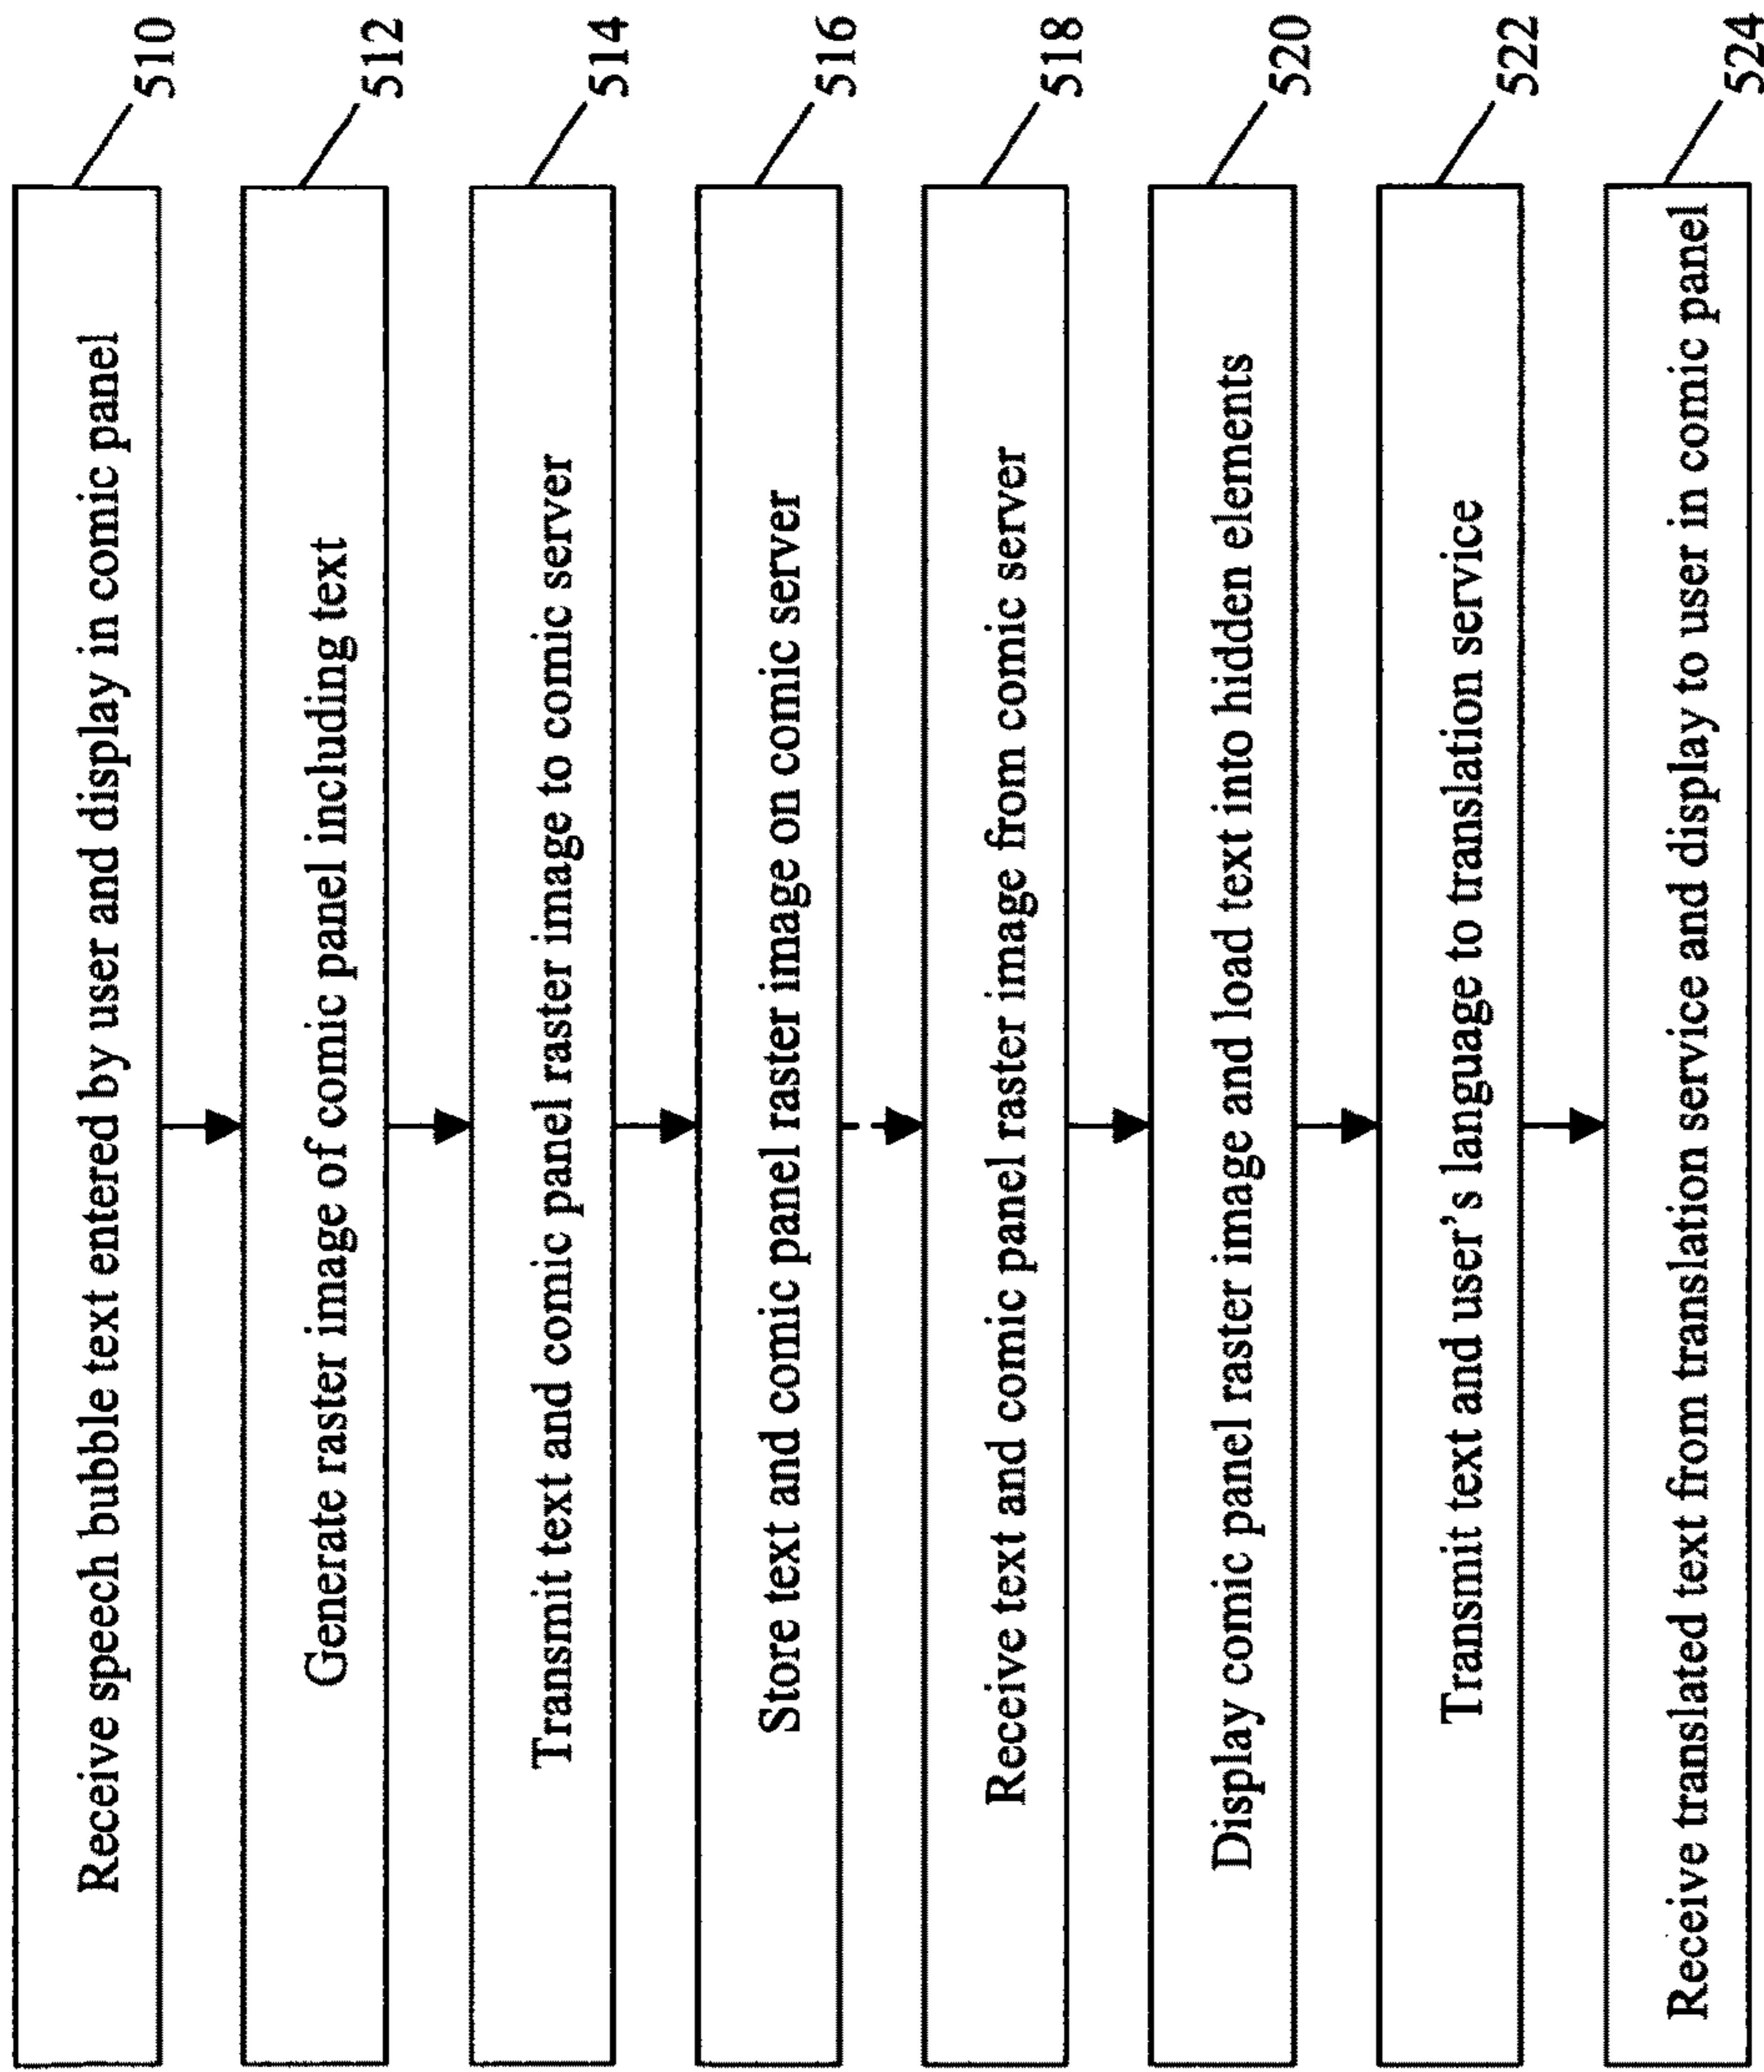 Receive speech bubble text entered by user and display in comic panel
510
Generate raster image of comic panel including text
512
Transmit text and comic panel raster image to comic server
514
Store text and comic panel raster image on comic server
516
Receive text and comic panel raster image from comic server
518
Display comic panel raster image and load text into hidden elements
520
Transmit text and user's language to translation service
522
Receive translated text from translation service and display to user in comic panel
524